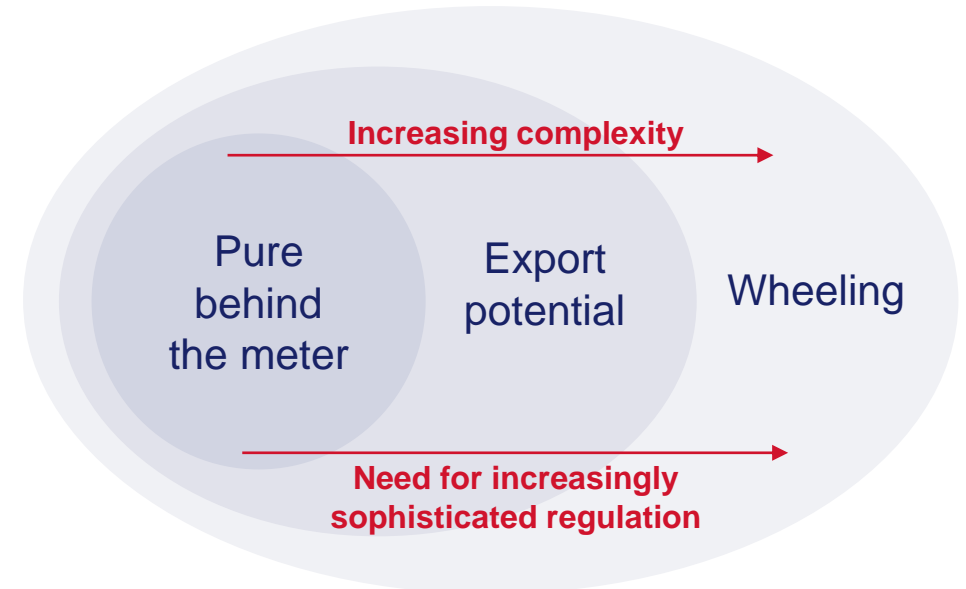 Increasing complexity
Pure
behind
the meter
Export
potential
Wheeling
Need for increasingly
sophisticated regulation